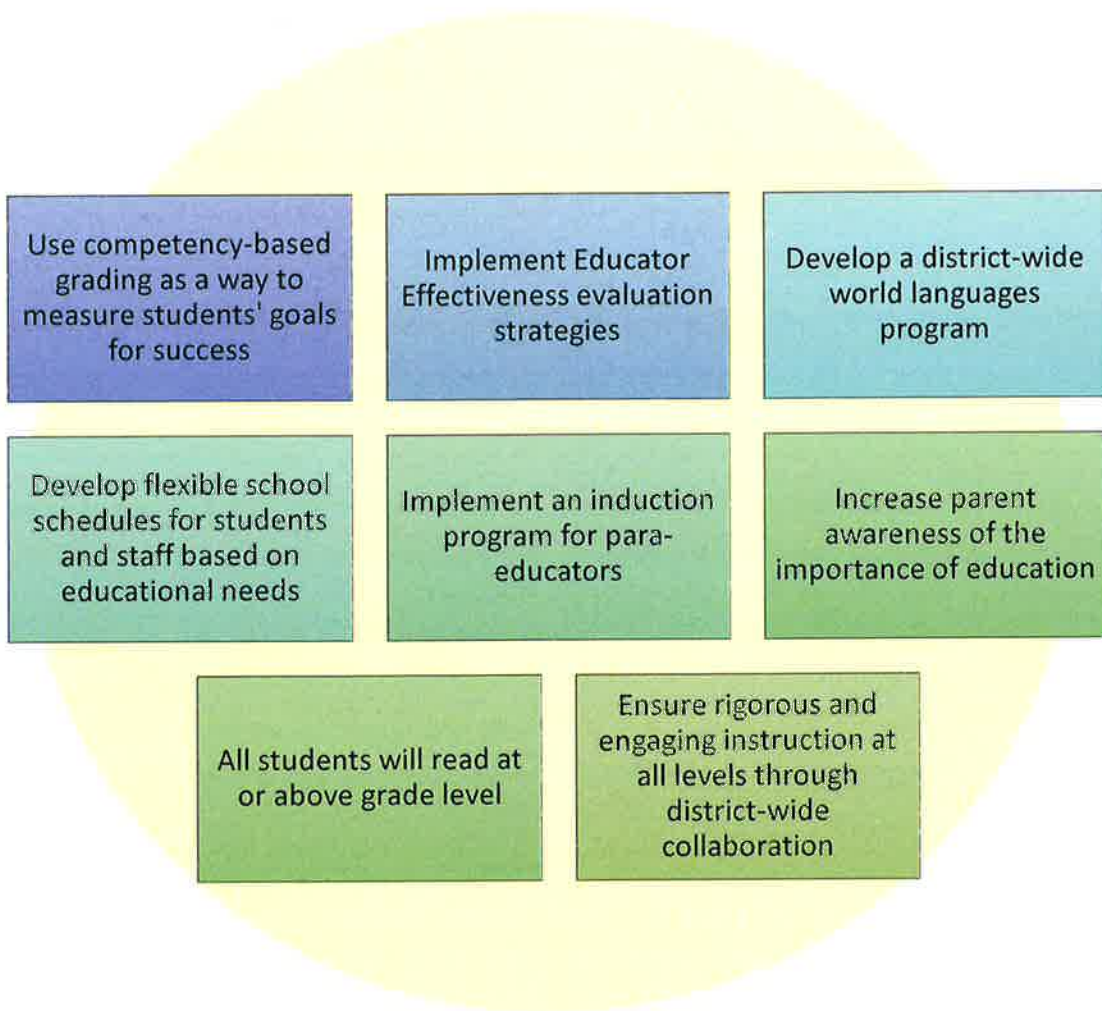 Use competency-based
grading as a way to
measure students' goals
for success
Implement Educator
Effectiveness evaluation
strategies
Develop a district-wide
world languages
program
Develop flexible school
schedules for students
and staff based on
educational needs
Implement an induction
program for para-
educators
Increase parent
awareness of the
importance of education
All students will read at
or above grade level
Ensure rigorous and
engaging instruction at
all levels through
district-wide
collaboration